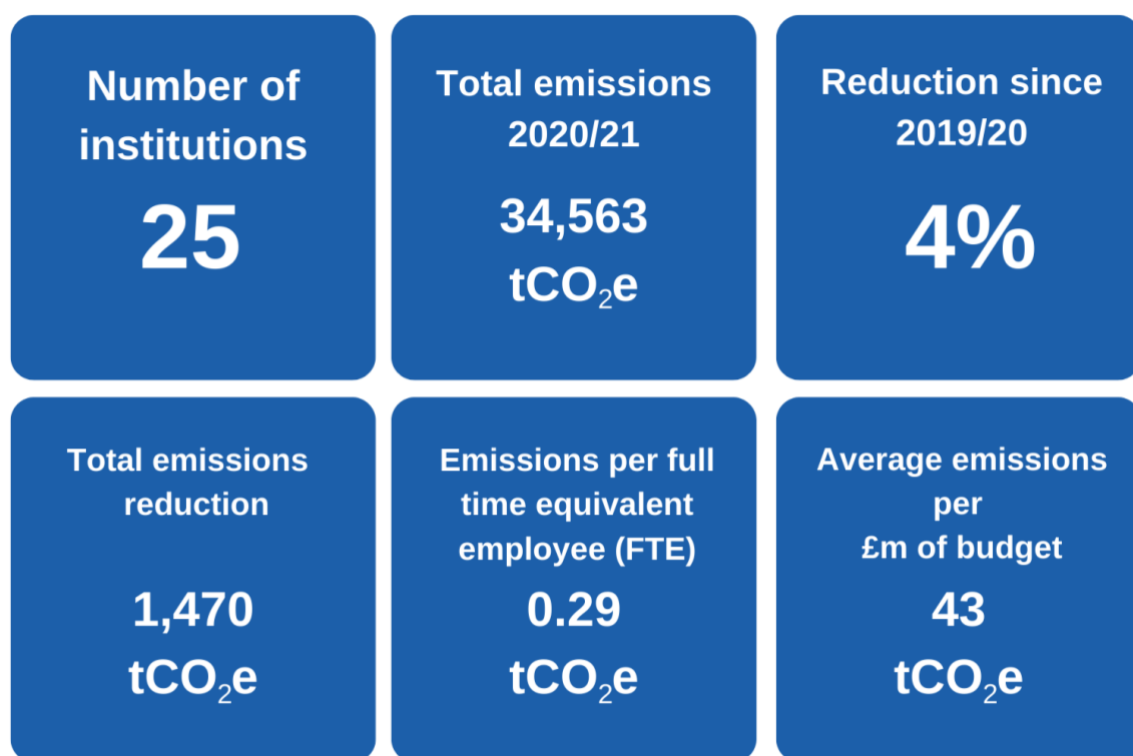 Number of
institutions
25
Total emissions
2020/21
34,563
tCO₂e
Reduction since
2019/20
4%
Total emissions
reduction
1,470
tCO₂e
Emissions per full
time equivalent
employee (FTE)
0.29
tCO₂e
Average emissions
per
£m of budget
43
tCO₂e